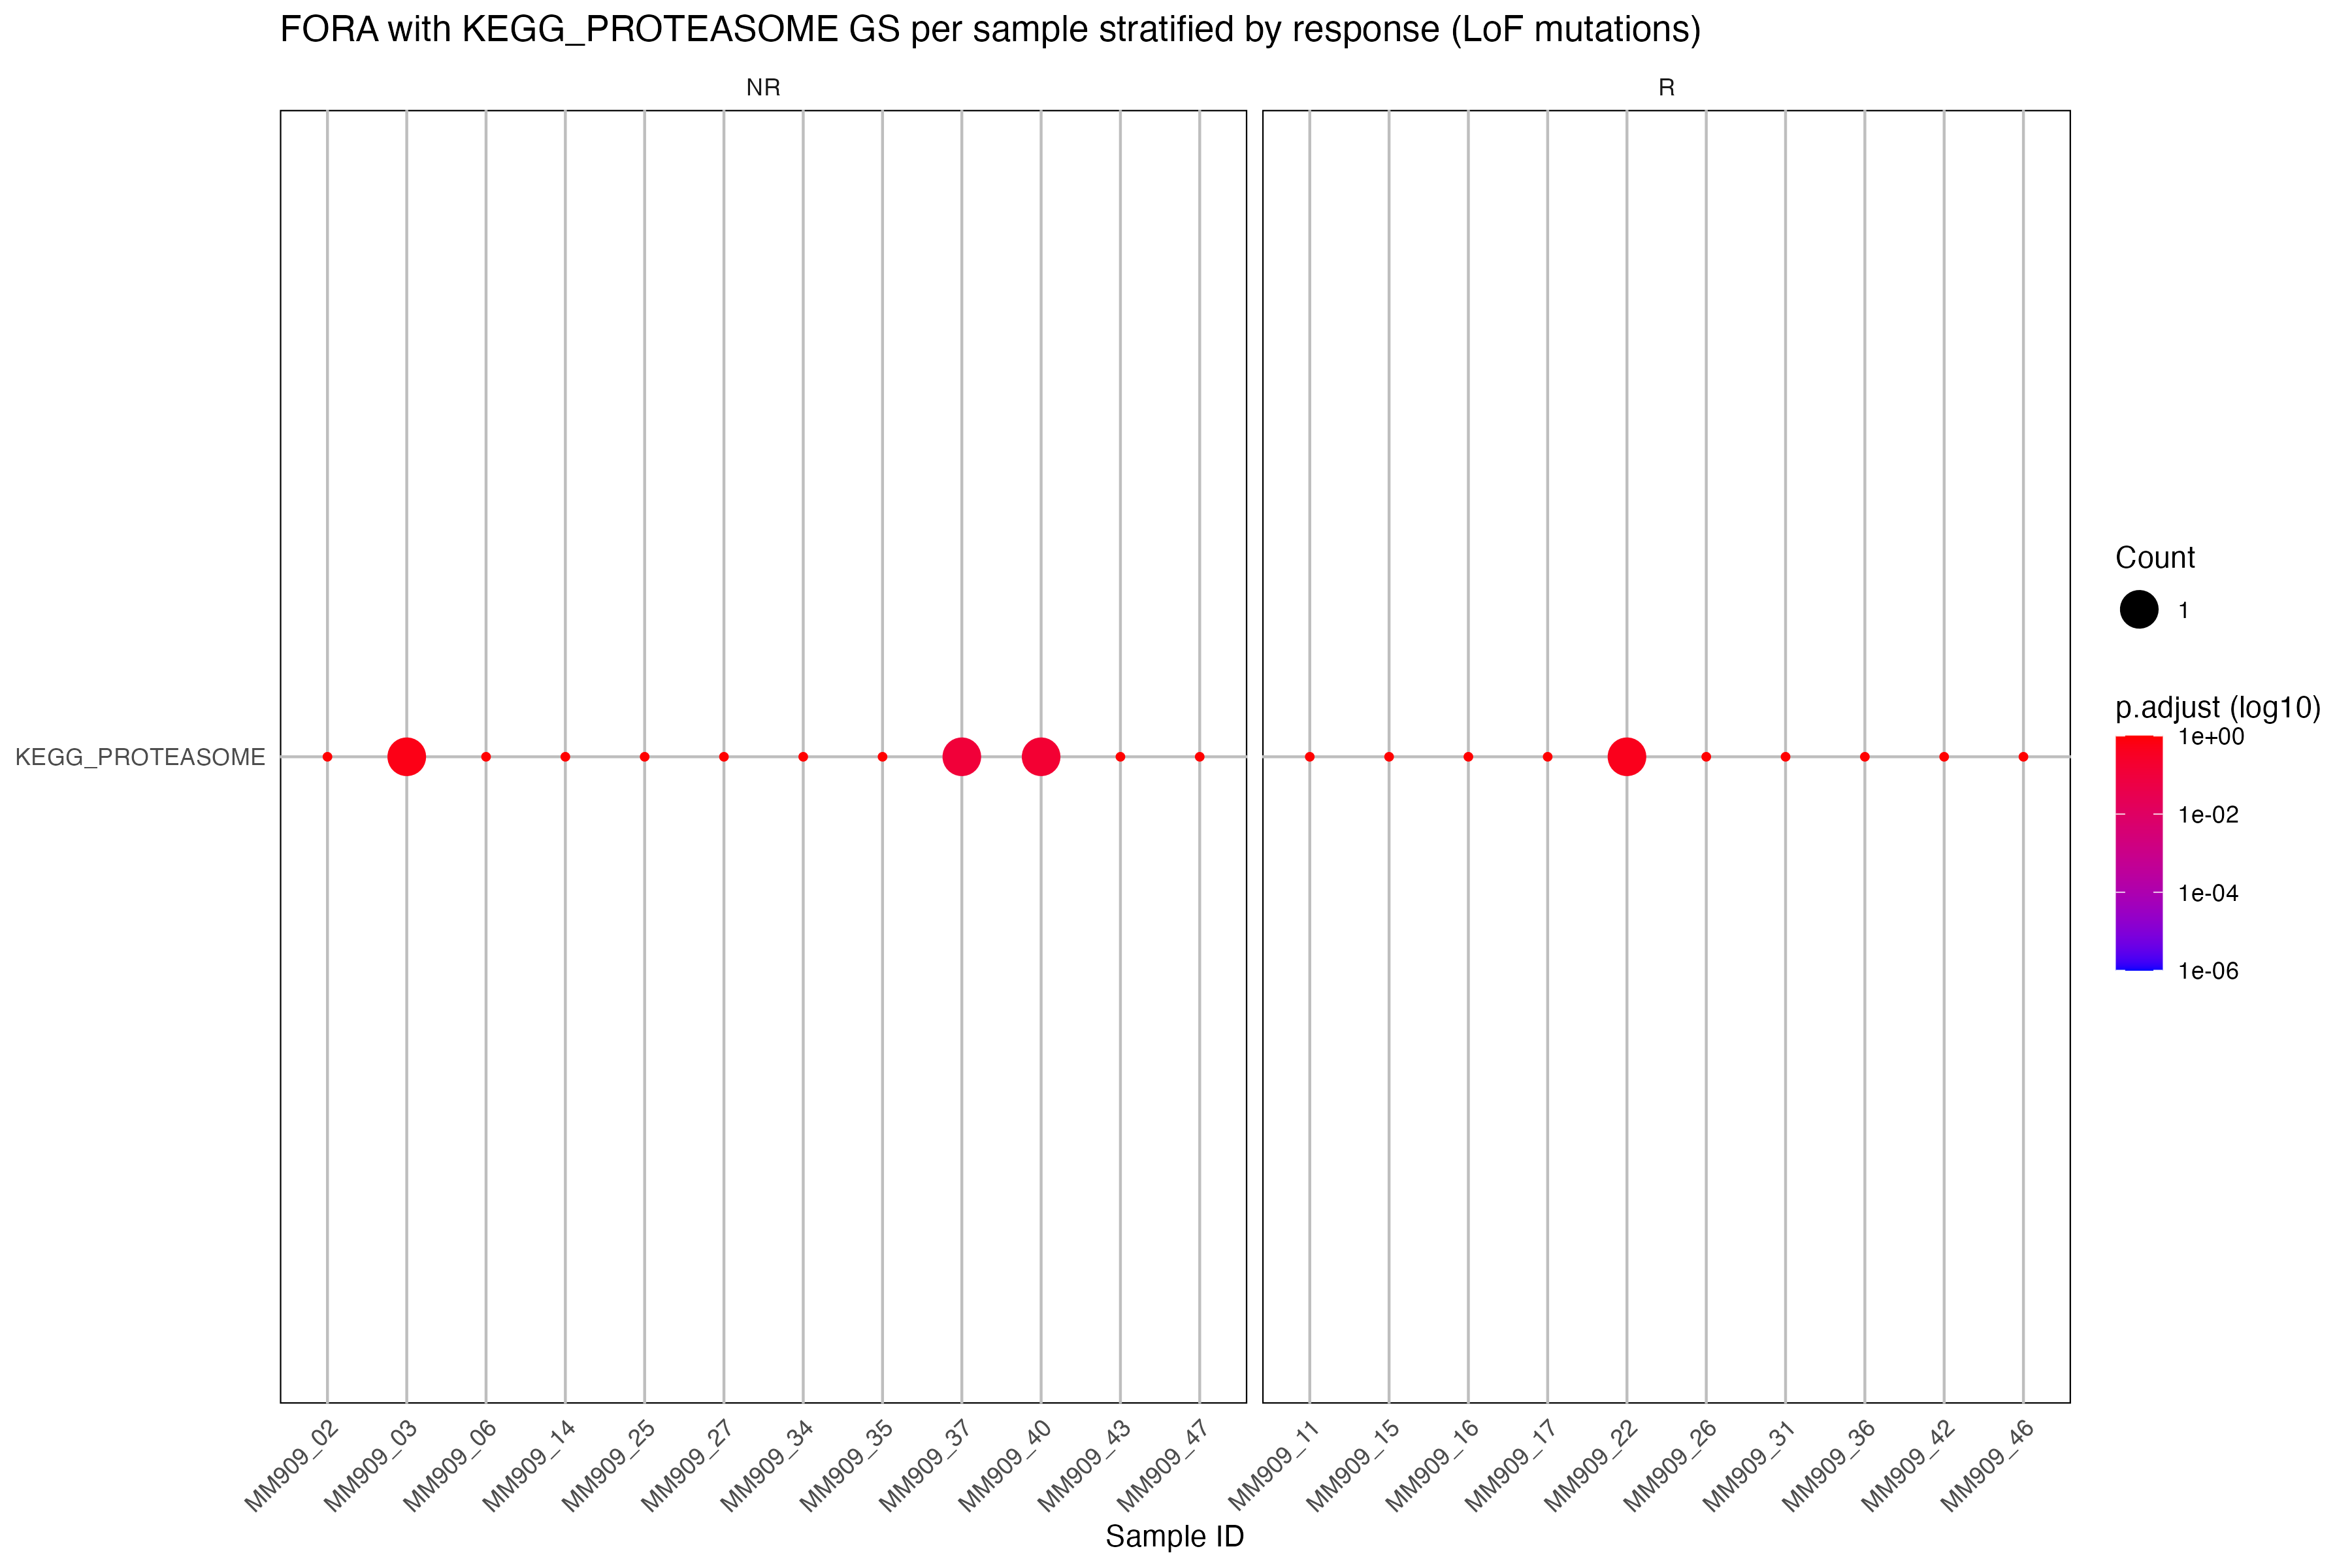 FORA with KEGG_PROTEASOME GS per sample stratified by response (LoF mutations)
NR
R
KEGG_PROTEASOME
MM909_02
MM909_03
MM909_06
MM909_14
MM909_25
MM909_27
MM909_34
MM909_35
MM909_37
MM909_40
MM909_43
MM909_47
MM909_11
MM909_15
MM909_16
MM909_17
MM909_22
MM909_26
MM909_31
MM909_36
MM909_42
MM909_46
Sample ID
Count
1
p.adjust (log10)
1e+00
1e-02
1e-04
1e-06